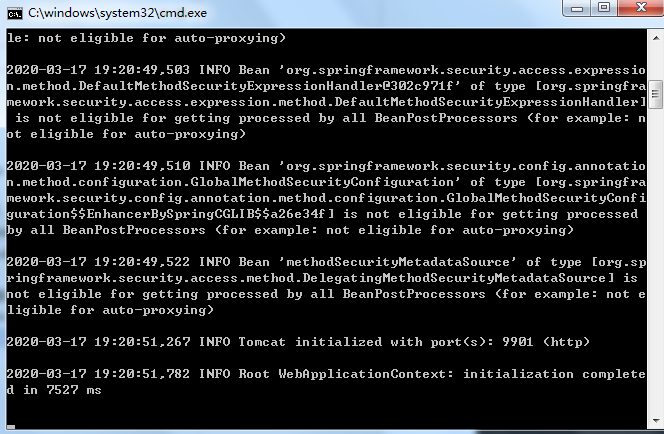 C:\windows\system32\cmd.exe
le: not eligible for auto-proxying)
2020-03-17 19:20:49,503 INFO Bean 'org.springframework.security.access.expressio
n.method.DefaultMethodSecurityExpressionHandler@302c971f' of type [org.springfra
mework.security.access.expression.method.DefaultMethodSecurityExpressionHandler]
 is not eligible for getting processed by all BeanPostProcessors (for example: n
ot eligible for auto-proxying)
2020-03-17 19:20:49,510 INFO Bean 'org.springframework.security.config.annotatio
n.method.configuration.GlobalMethodSecurityConfiguration' of type [org.springfra
mework.security.config.annotation.method.configuration.GlobalMethodSecurityConfi
guration$$EnhancerBySpringCGLIB$$a26e34f] is not eligible for getting processed
by all BeanPostProcessors (for example: not eligible for auto-proxying)
2020-03-17 19:20:49,522 INFO Bean 'methodSecurityMetadataSource' of type [org.sp
ringframework.security.access.method.DelegatingMethodSecurityMetadataSource] is
not eligible for getting processed by all BeanPostProcessors (for example: not e
ligible for auto-proxying)
2020-03-17 19:20:51,267 INFO Tomcat initialized with port(s): 9901 (http)
2020-03-17 19:20:51,782 INFO Root WebApplicationContext: initialization complete
d in 7527 ms